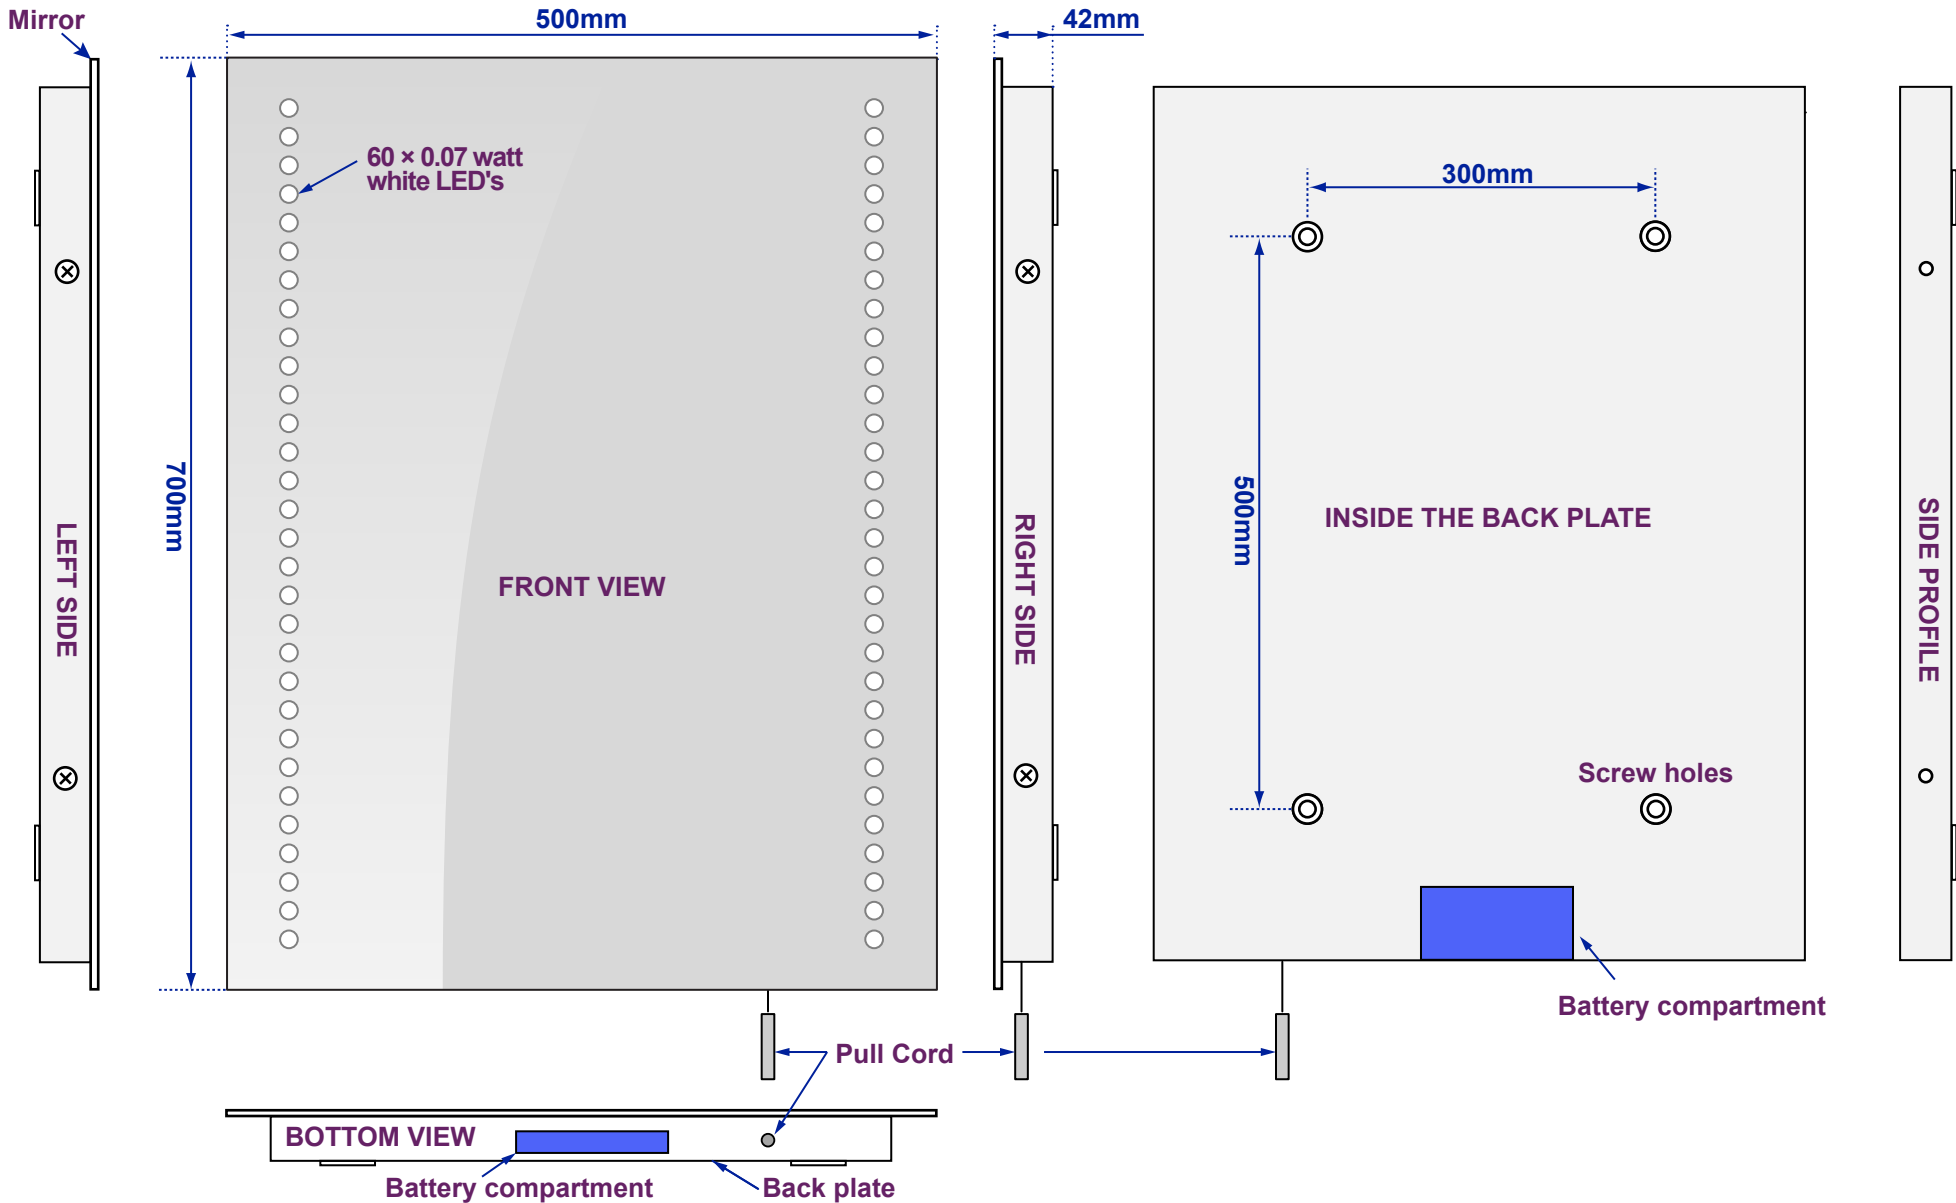 Mirror
500mm
42mm
60 × 0.07 watt
white LED's
300mm
700mm
500mm
LEFT SIDE
FRONT VIEW
RIGHT SIDE
INSIDE THE BACK PLATE
SIDE PROFILE
Screw holes
Battery compartment
Pull Cord
BOTTOM VIEW
Battery compartment
Back plate